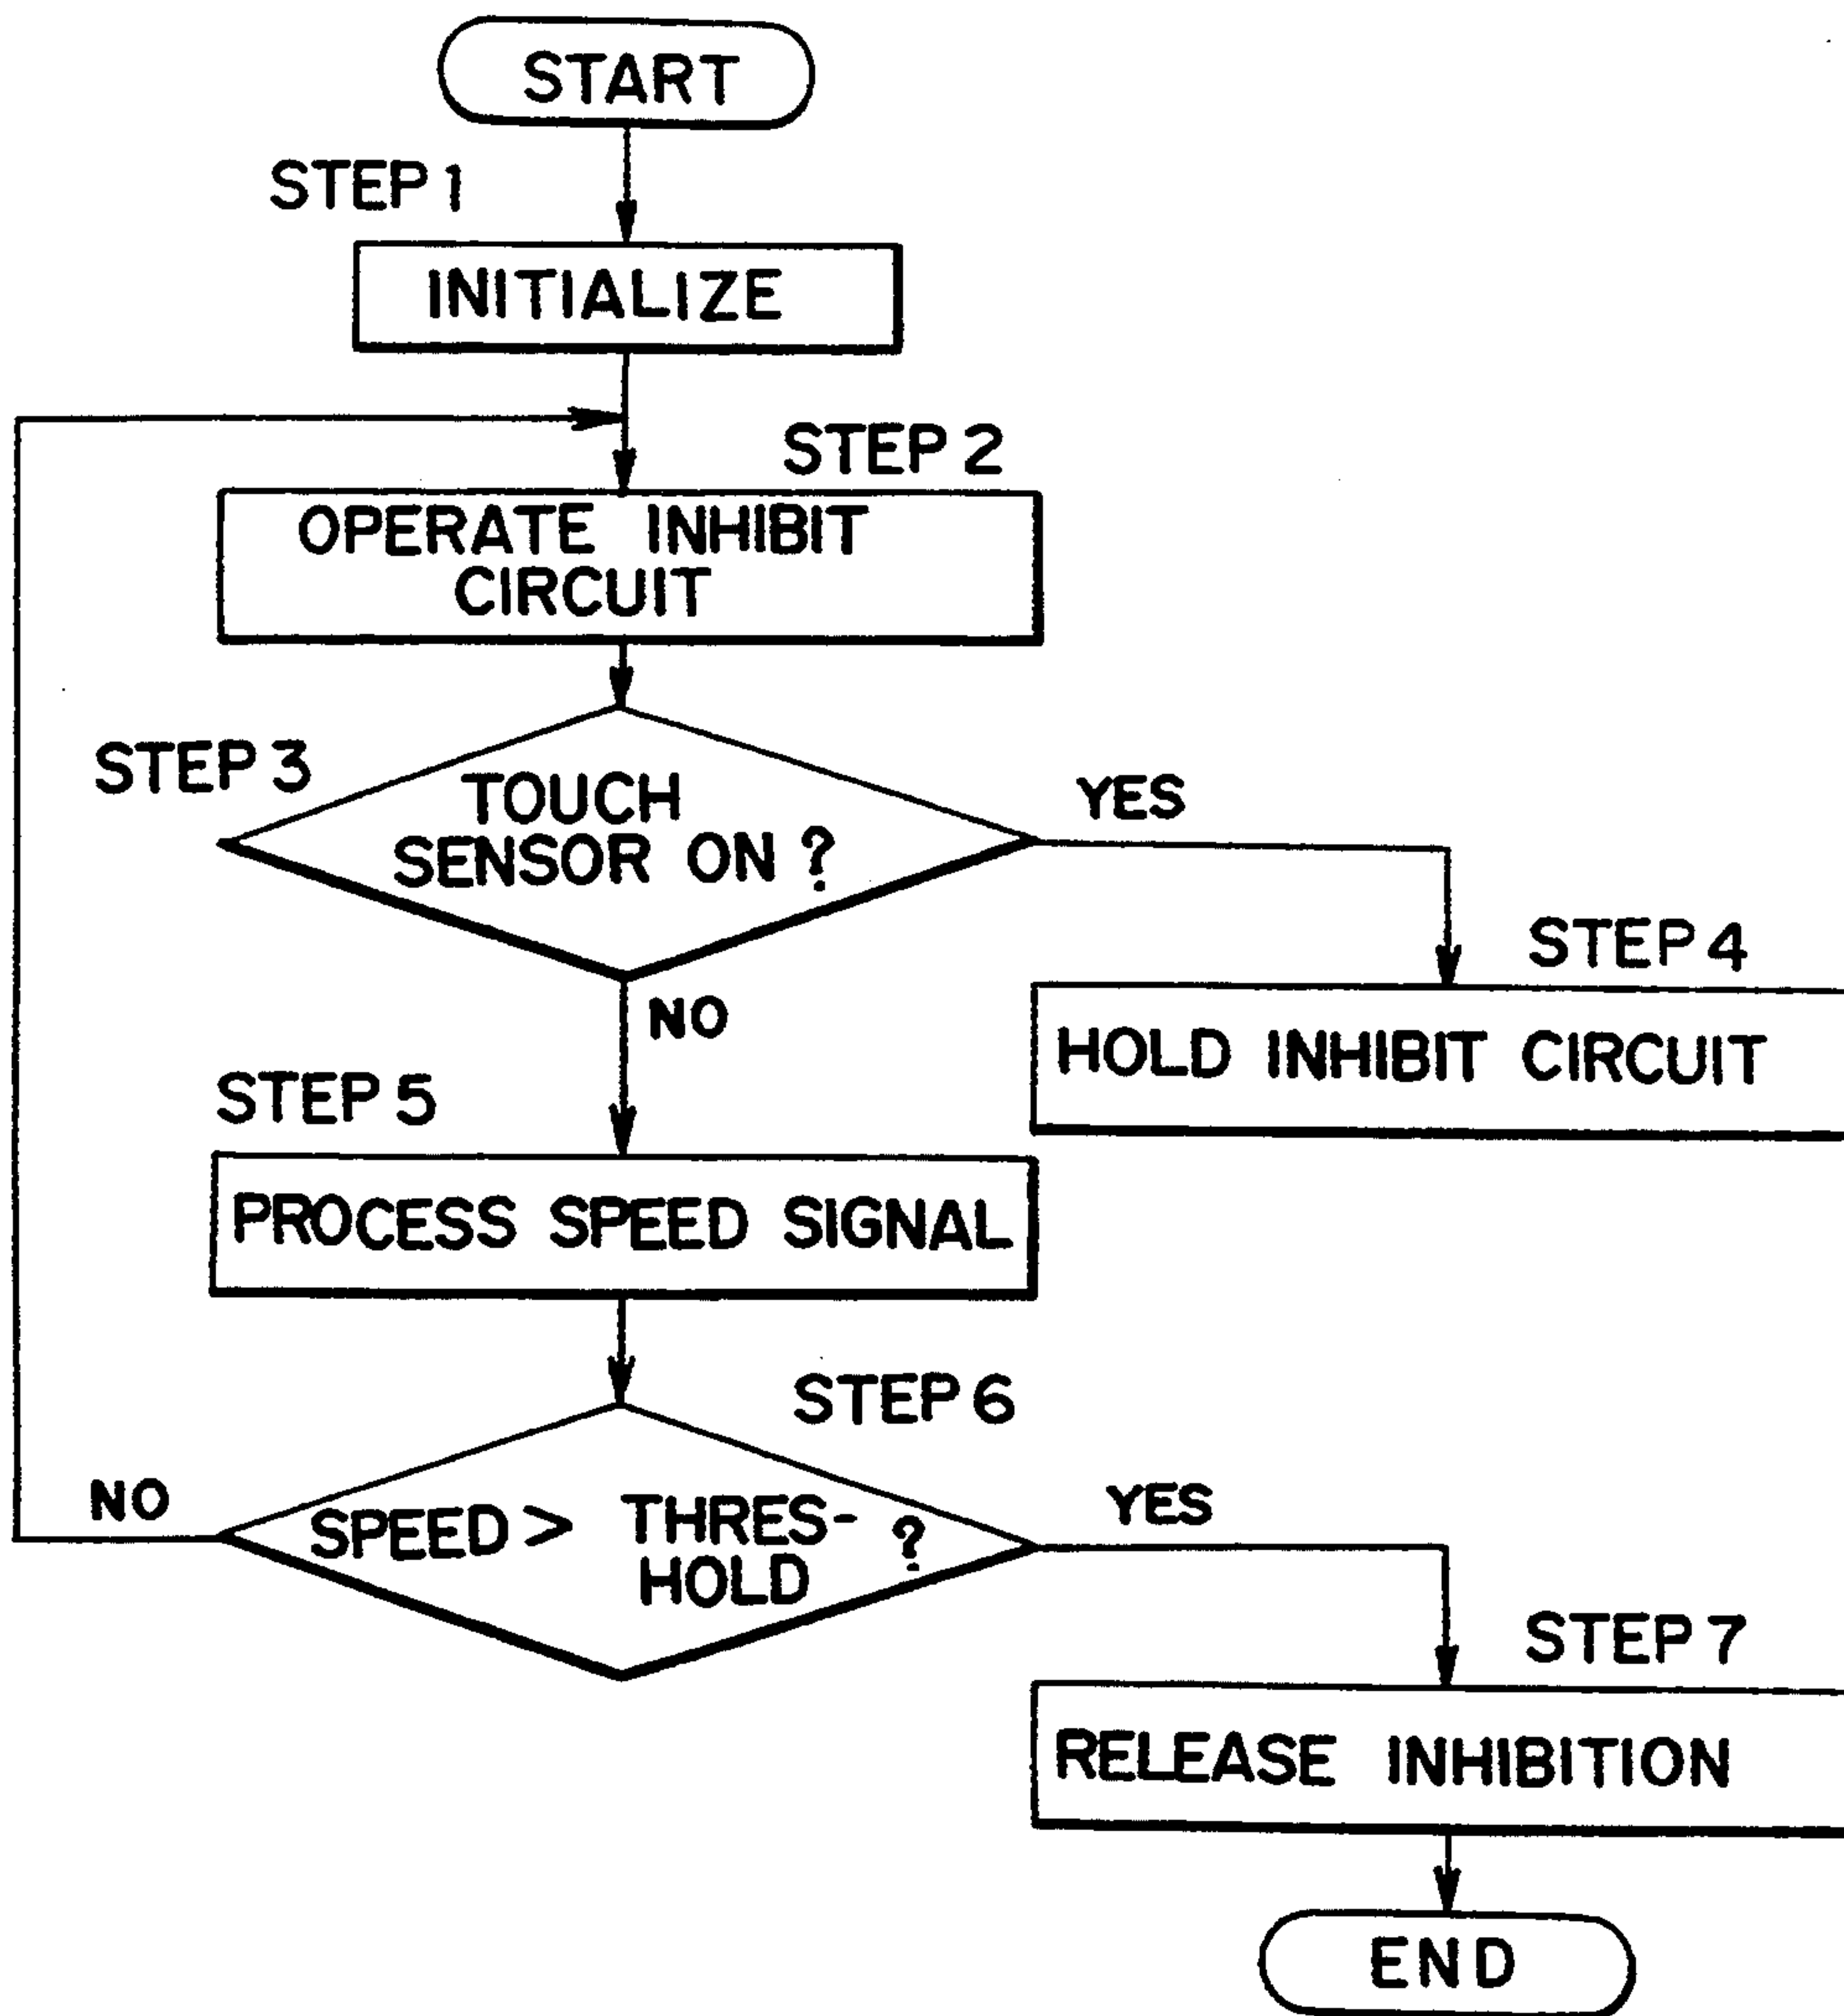 START
STEP 1
INITIALIZE
STEP 2
OPERATE INHIBIT
CIRCUIT
STEP 3
TOUCH
SENSOR ON ?
YES
STEP 4
HOLD INHIBIT CIRCUIT
NO
STEP 5
PROCESS SPEED SIGNAL
STEP 6
NO
SPEED > THRES- ?
HOLD
YES
STEP 7
RELEASE INHIBITION
END